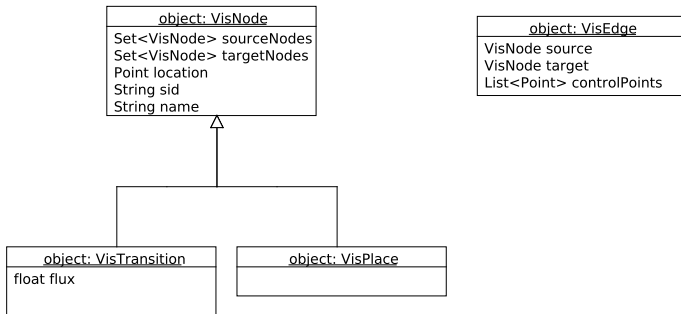 object: VisNode
Set<VisNode> sourceNodes
Set<VisNode> targetNodes
Point location
String sid
String name
object: VisEdge
VisNode source
VisNode target
List<Point> controlPoints
object: VisTransition
float flux
object: VisPlace